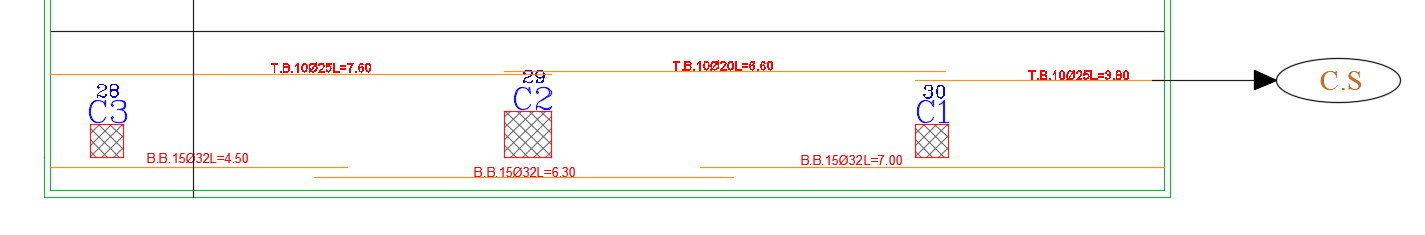 T.B.10Ø25L=7.60
T.B.10Ø20L=6.60
T.B.10Ø25L=3.90
C.S
28
C3
29
C2
30
C1
B.B.15Ø32L=4.50
B.B.15Ø32L=6.30
B.B.15Ø32L=7.00